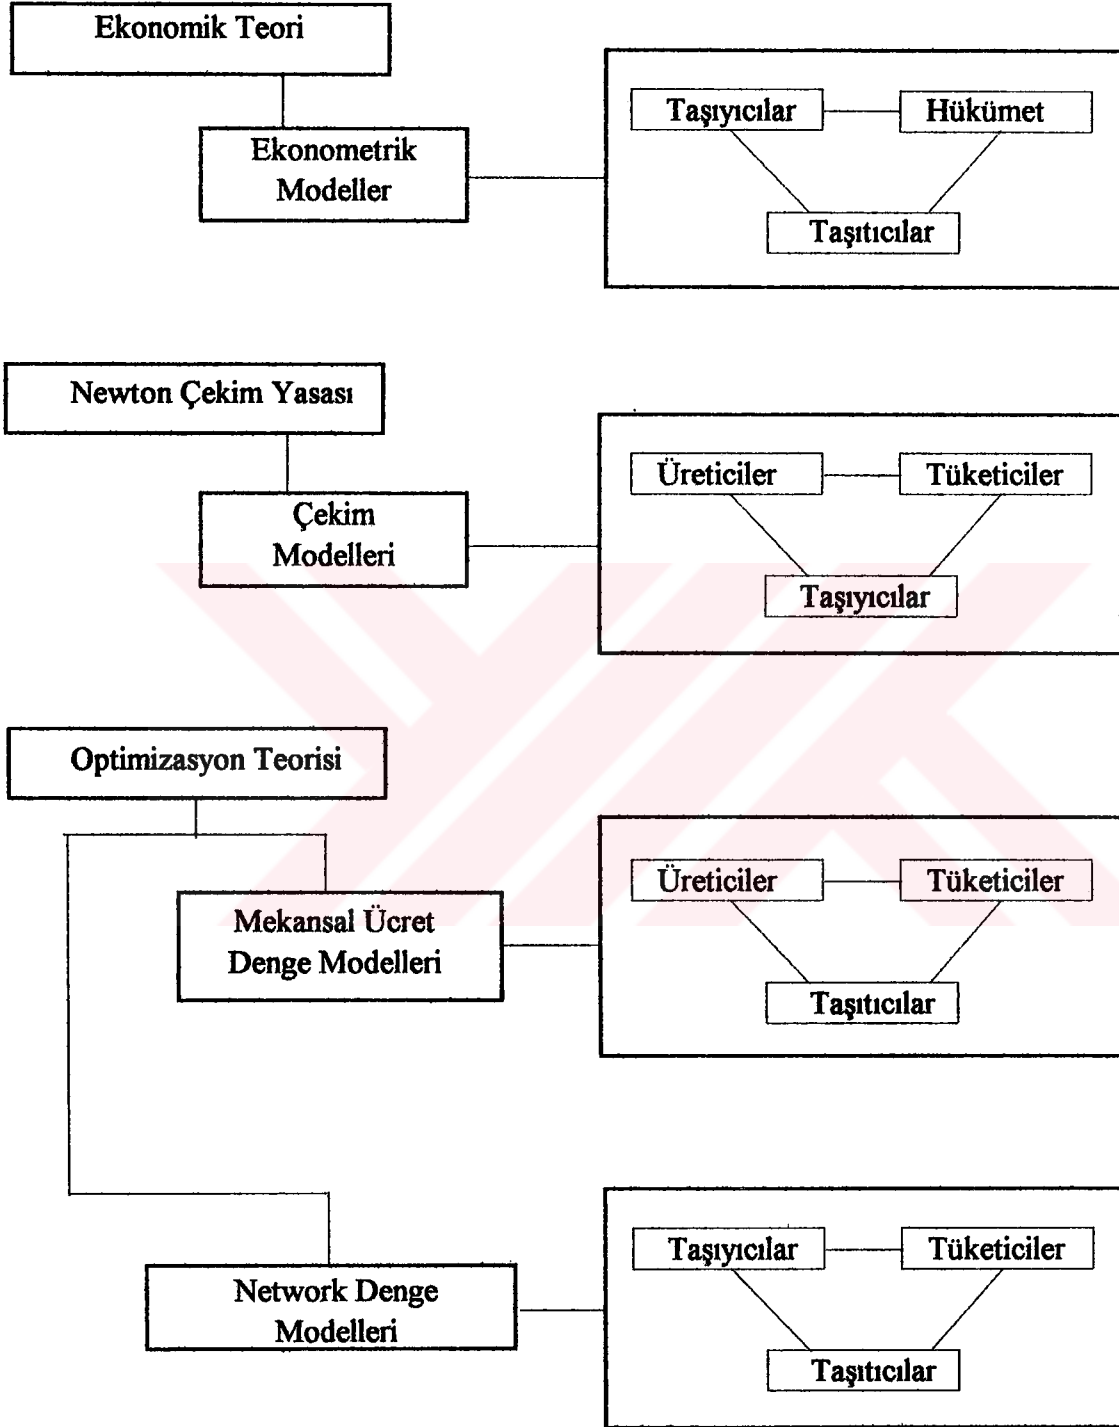 Ekonomik Teori
Ekonometrik
Modeller
Taşıyıcılar
Hükümet
Taşıtıcılar
Newton Çekim Yasası
Çekim
Modelleri
Üreticiler
Tüketiciler
Taşıyıcılar
Optimizasyon Teorisi
Mekansal Ücret
Denge Modelleri
Üreticiler
Tüketiciler
Taşıtıcılar
Network Denge
Modelleri
Taşıyıcılar
Tüketiciler
Taşıtıcılar